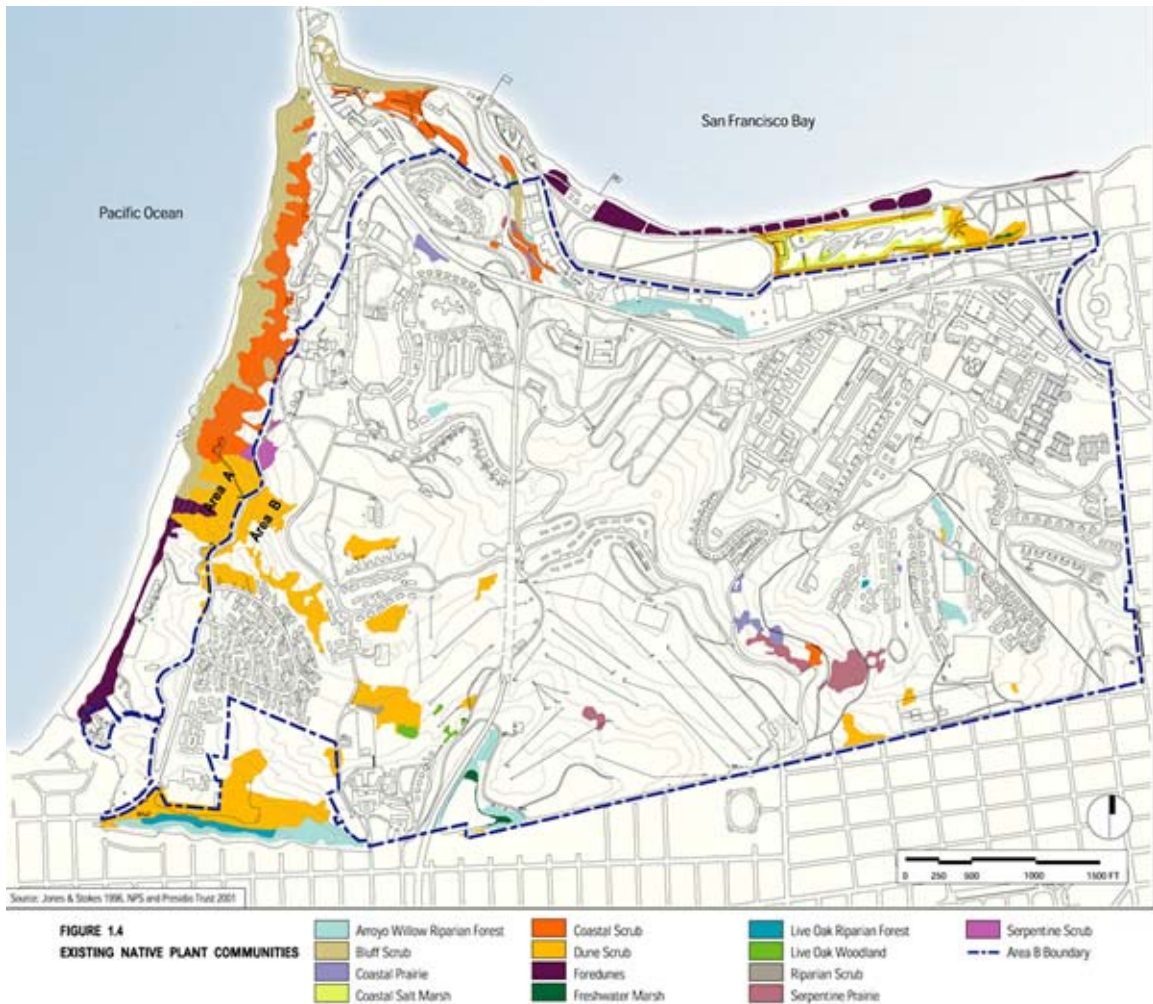 San Francisco Bay
Pacific Ocean
Area A
Area B
0 250 500 1000 1500 FT
Source: Jones & Stokes 1996, NPS and Presidio Trust 2001
FIGURE 1.4
EXISTING NATIVE PLANT COMMUNITIES
Arroyo Willow Riparian Forest
Bluff Scrub
Coastal Prairie
Coastal Salt Marsh
Coastal Scrub
Dune Scrub
Foredunes
Freshwater Marsh
Live Oak Riparian Forest
Live Oak Woodland
Riparian Scrub
Serpentine Prairie
Serpentine Scrub
Area B Boundary